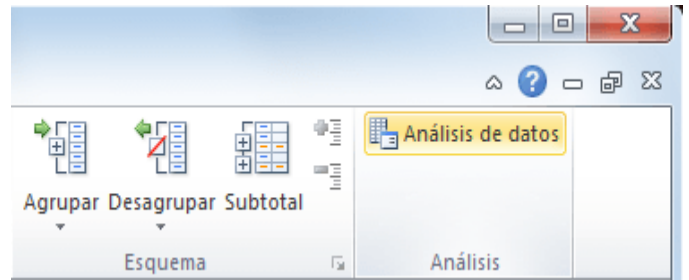 Análisis de datos
Agrupar Desagrupar Subtotal
Esquema
Análisis